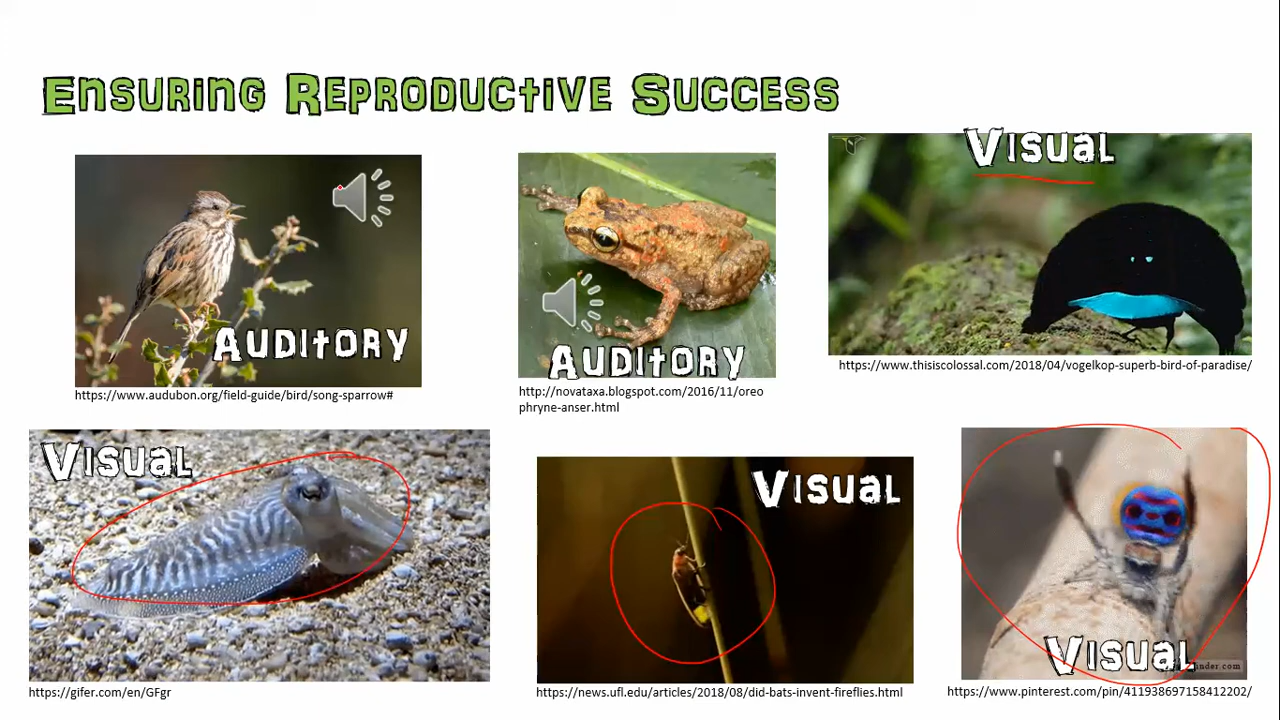 Ensuring Reproductive Success
Visual
Auditory
Auditory
https://www.thisiscolossal.com/2018/04/vogelkop-superb-bird-of-paradise/
https://www.audubon.org/field-guide/bird/song-sparrow#
http://novataxa.blogspot.com/2016/11/oreo
phryne-anser.html
Visual
Visual
Visual
https://gifer.com/en/GFgr
https://news.ufl.edu/articles/2018/08/did-bats-invent-fireflies.html
https://www.pinterest.com/pin/411938697158412202/